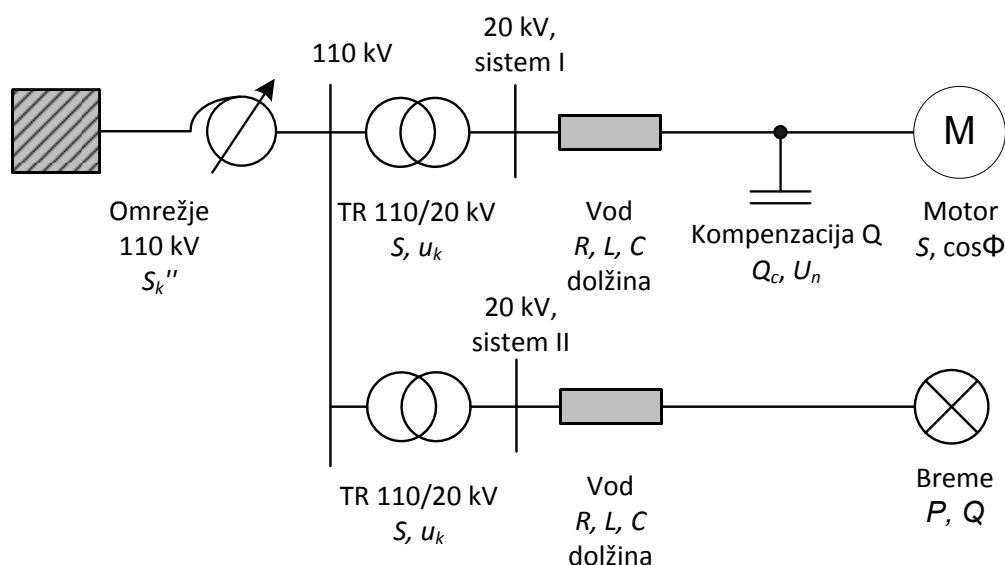 110 kV
20 kV,
sistem I
M
Omrežje
110 kV
Sk''
TR 110/20 kV
S, uk
Vod
R, L, C
dolžina
Kompenzacija Q
Qc, Un
Motor
S, cosΦ
20 kV,
sistem II
TR 110/20 kV
S, uk
Vod
R, L, C
dolžina
Breme
P, Q